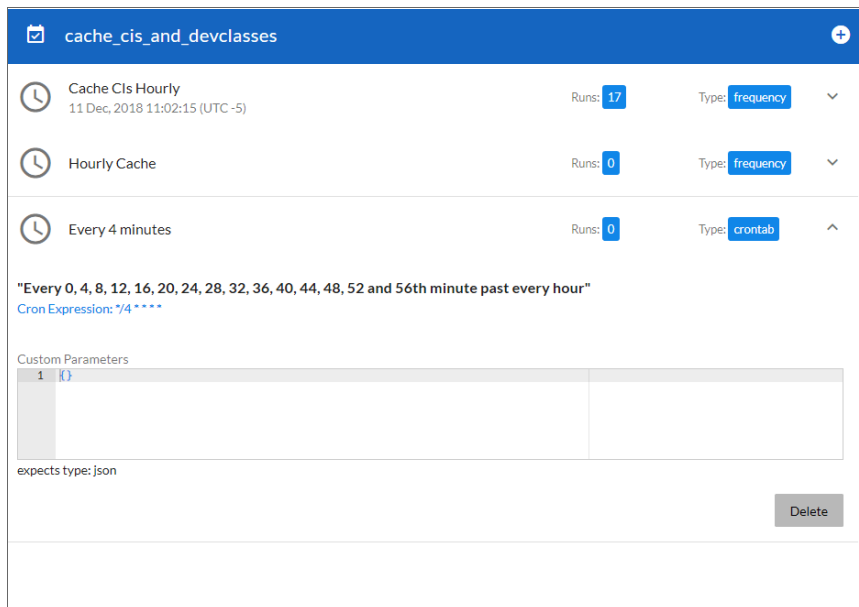 cache_cis_and_devclasses
Cache CIs Hourly
11 Dec, 2018 11:02:15 (UTC -5)
Runs: 17
Type: frequency
Hourly Cache
Runs: 0
Type: frequency
Every 4 minutes
Runs: 0
Type: crontab
"Every 0, 4, 8, 12, 16, 20, 24, 28, 32, 36, 40, 44, 48, 52 and 56th minute past every hour"
Cron Expression: */4 * * * *
Custom Parameters
1 {}
expects type: json
Delete